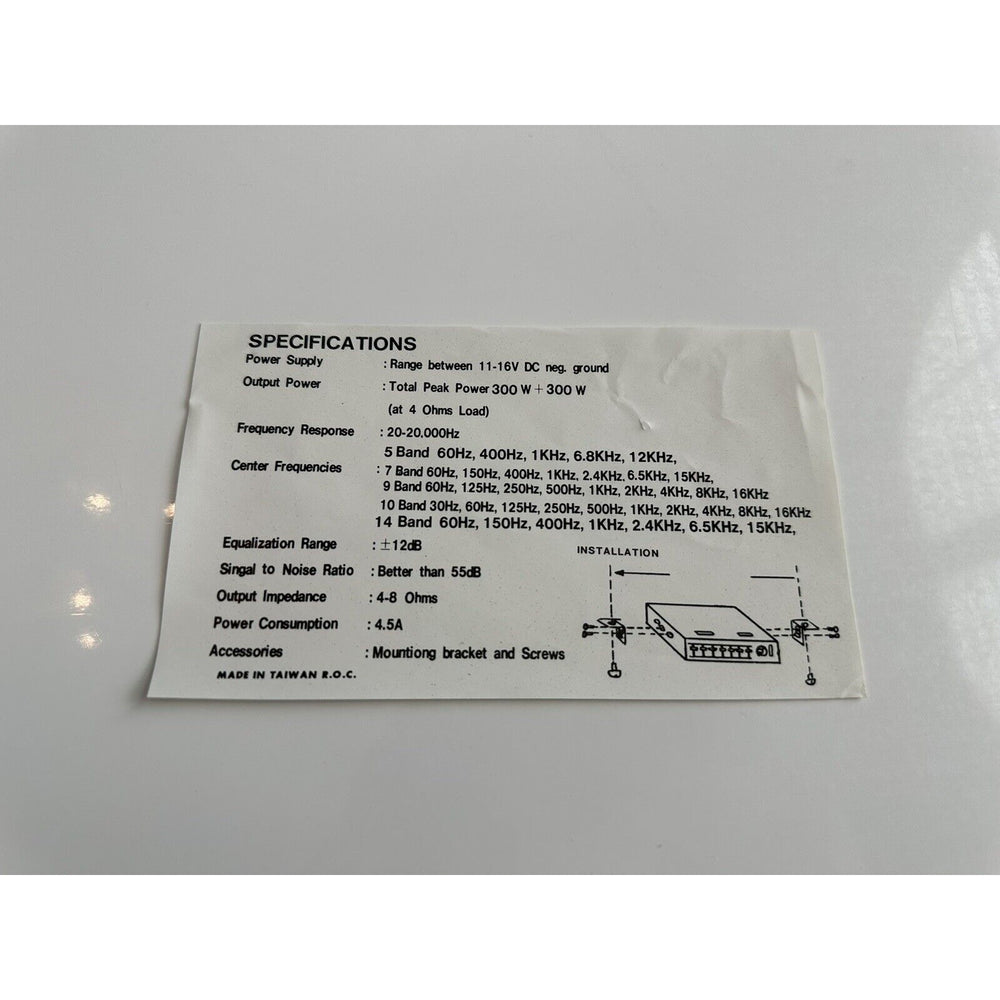 SPECIFICATIONS
Power Supply : Range between 11-16V DC neg. ground
Output Power : Total Peak Power 300 W + 300 W
(at 4 Ohms Load)
Frequency Response : 20-20,000Hz
5 Band 60Hz, 400Hz, 1KHz, 6.8KHz, 12KHz,
Center Frequencies : 7 Band 60Hz, 150Hz, 400Hz, 1KHz, 2.4KHz, 6.5KHz, 15KHz,
9 Band 60Hz, 125Hz, 250Hz, 500Hz, 1KHz, 2KHz, 4KHz, 8KHz, 16KHz
10 Band 30Hz, 60Hz, 125Hz, 250Hz, 500Hz, 1KHz, 2KHz, 4KHz, 8KHz, 16KHz
14 Band 60Hz, 150Hz, 400Hz, 1KHz, 2.4KHz, 6.5KHz, 15KHz,
Equalization Range : ±12dB
Singal to Noise Ratio : Better than 55dB
Output Impedance : 4-8 Ohms
Power Consumption : 4.5A
Accessories : Mountiong bracket and Screws
MADE IN TAIWAN R.O.C.
INSTALLATION